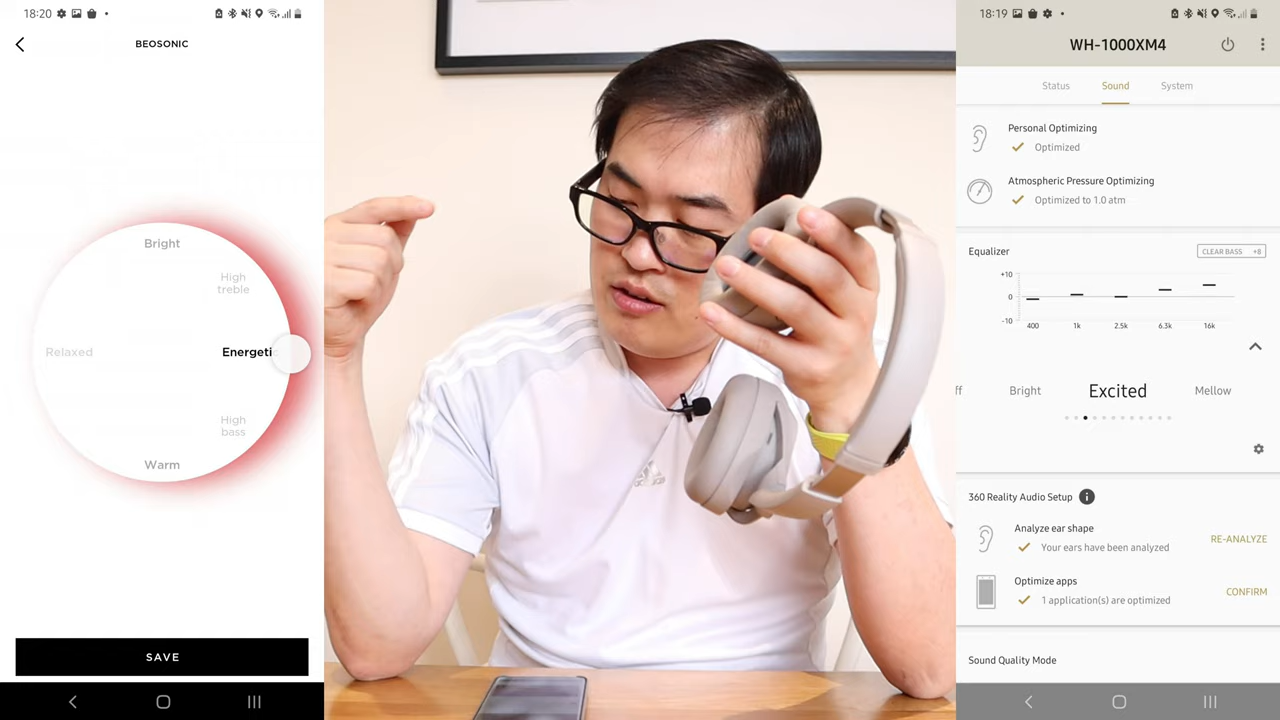 18:20
BEOSONIC
Bright
High
treble
Relaxed
Energeti
High
bass
Warm
SAVE
18:19
WH-1000XM4
Status Sound System
Personal Optimizing
Optimized
Atmospheric Pressure Optimizing
Optimized to 1.0 atm
Equalizer
CLEAR BASS +8
+10
0
-10
400 1k 2.5k 6.3k 16k
ff Bright Excited Mellow
360 Reality Audio Setup i
Analyze ear shape
Your ears have been analyzed
RE-ANALYZE
Optimize apps
1 application(s) are optimized
CONFIRM
Sound Quality Mode